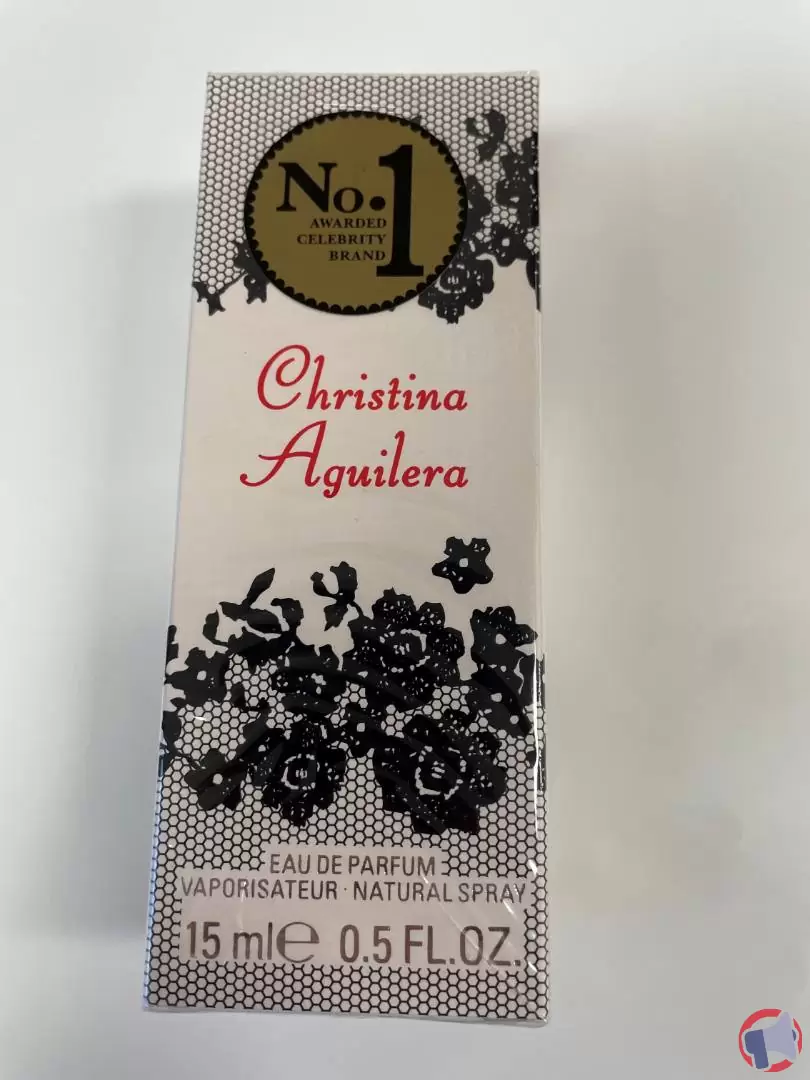 No.1
AWARDED
CELEBRITY
BRAND
Christina
Aguilera
EAU DE PARFUM
VAPORISATEUR · NATURAL SPRAY
15 ml℮ 0.5 FL.OZ.